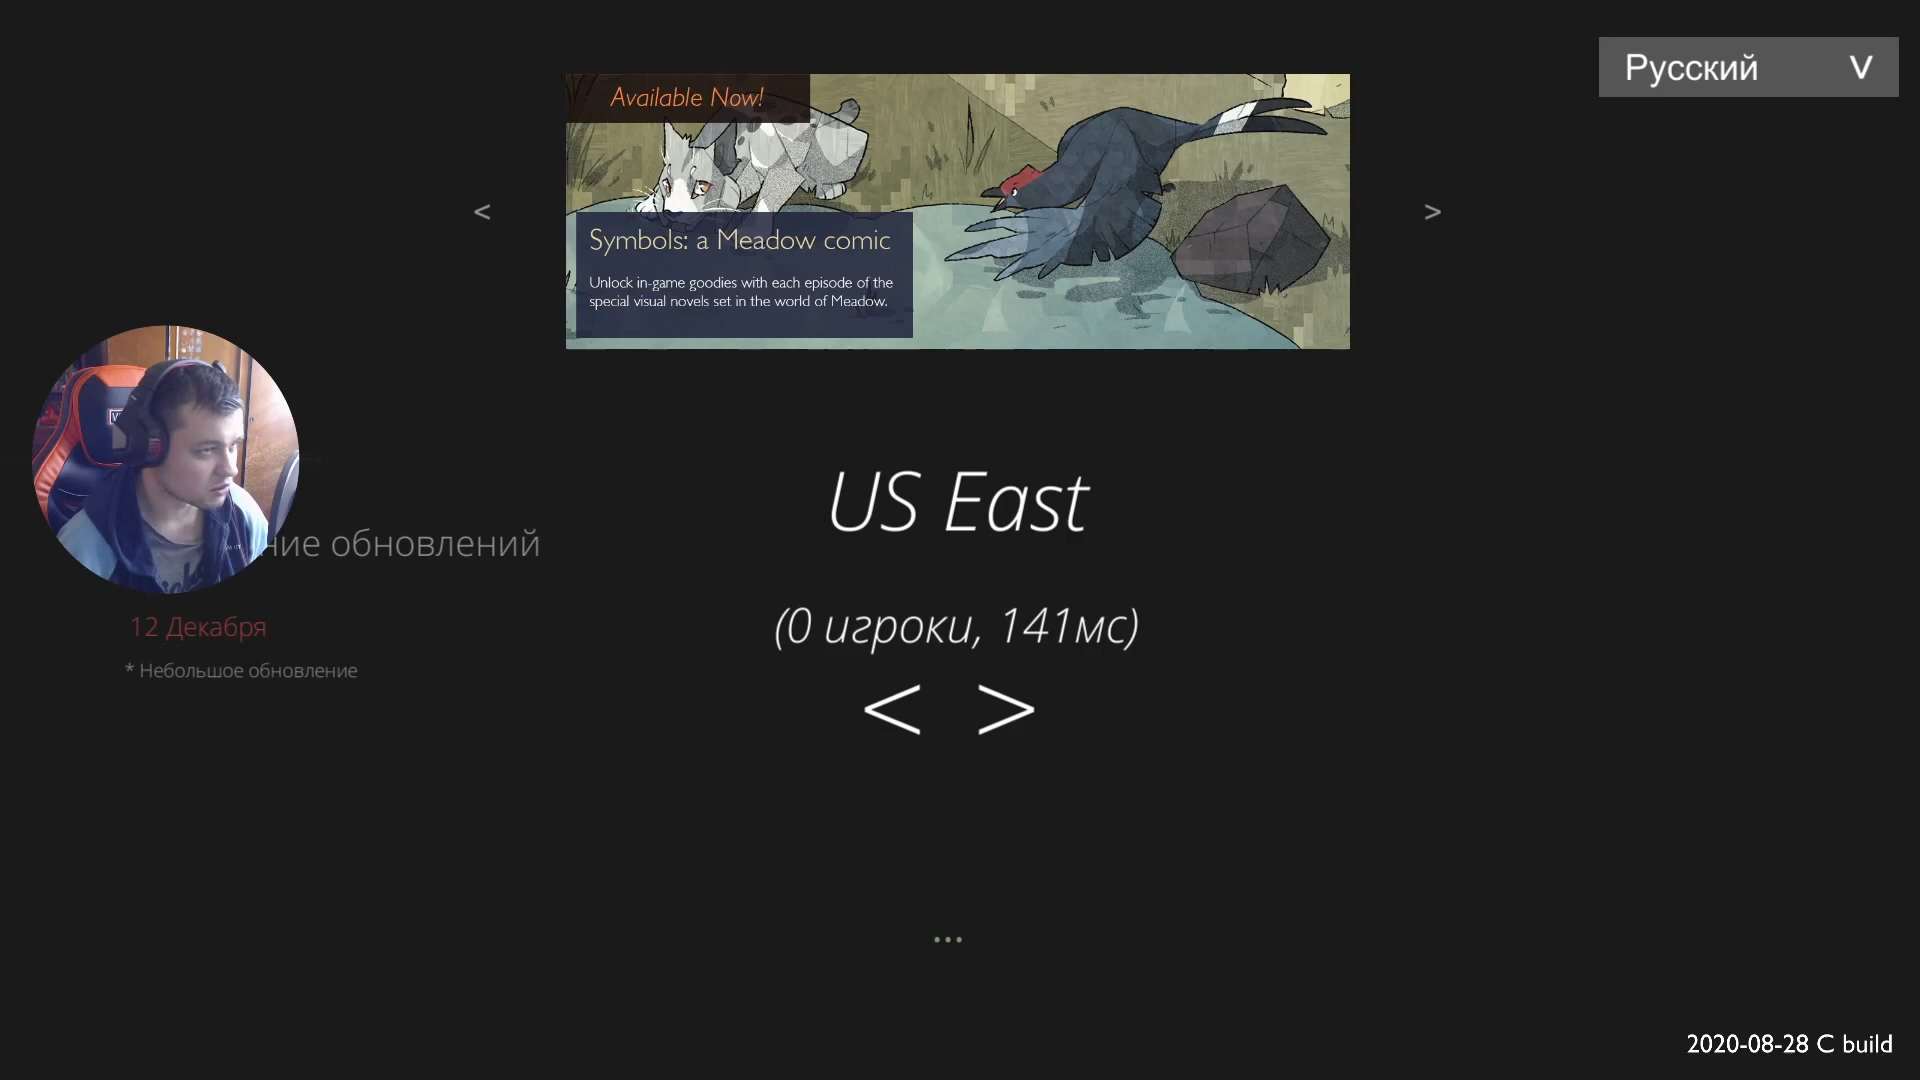 Русский V
Available Now!
< >
Symbols: a Meadow comic
Unlock in-game goodies with each episode of the
special visual novels set in the world of Meadow.
US East
обновлений
(0 игроки, 141мс)
12 Декабря
* Небольшое обновление
< >
...
2020-08-28 C build